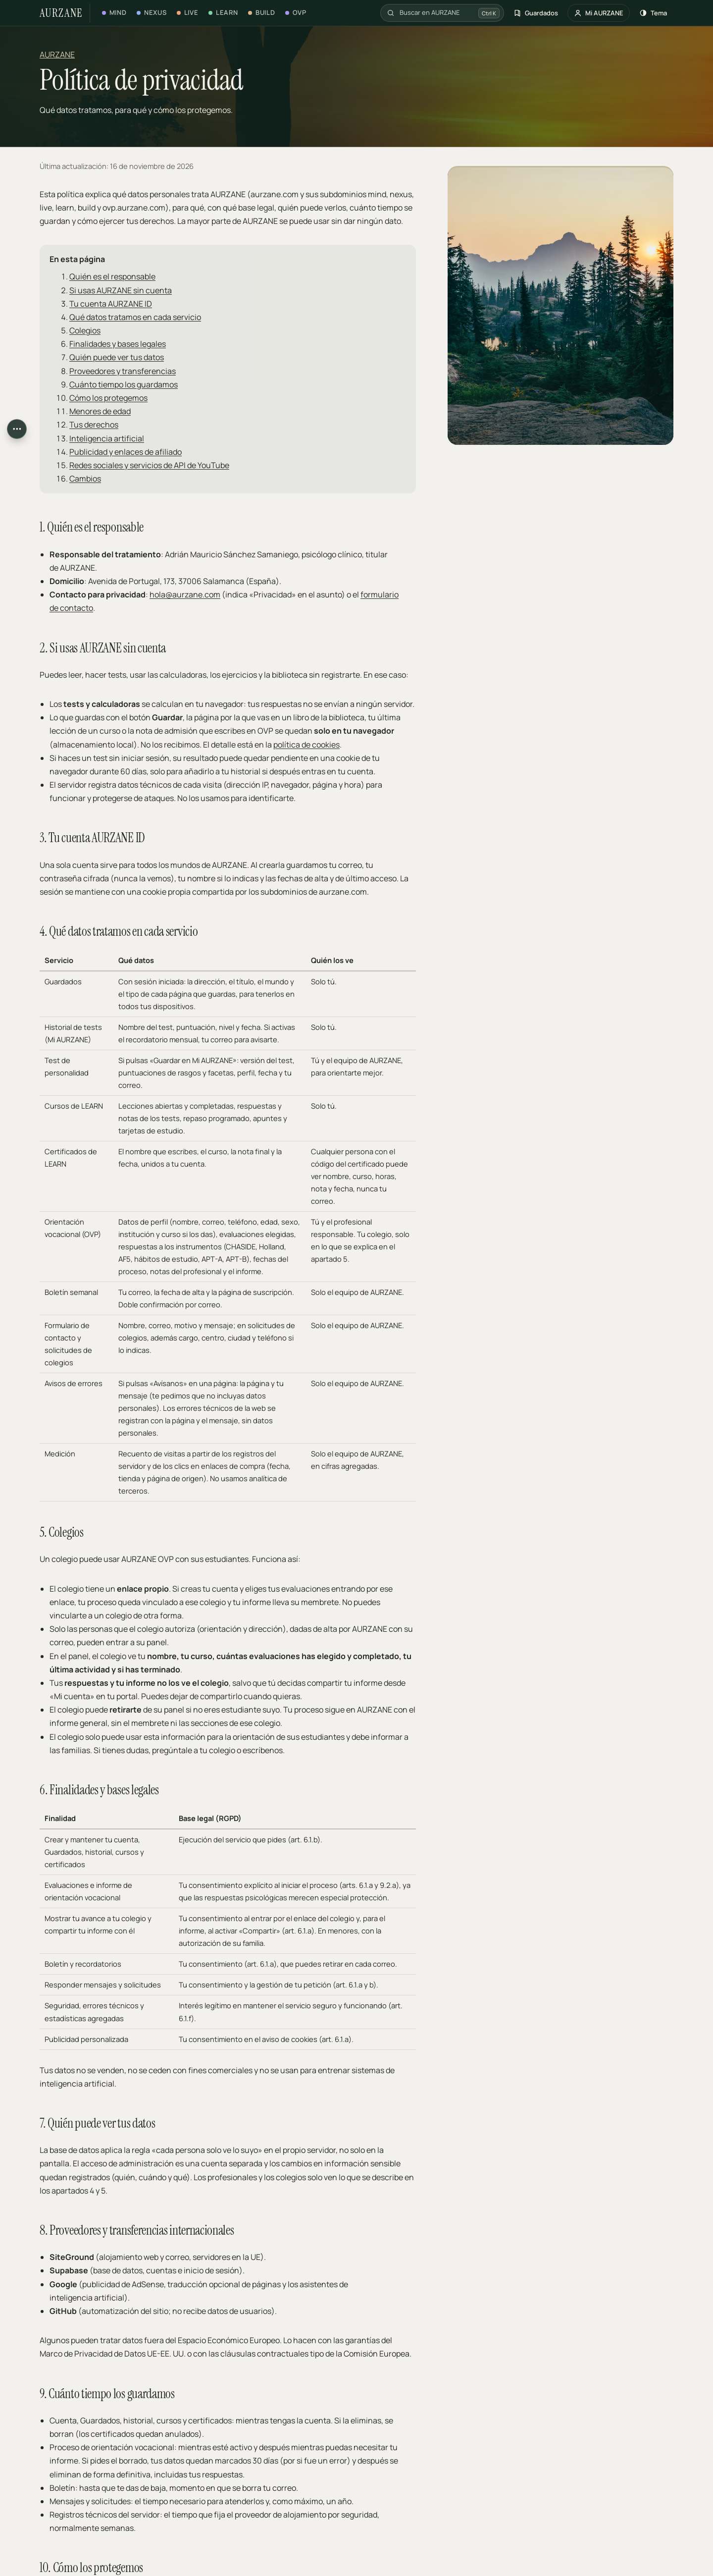 AURZANE
MIND
NEXUS
LIVE
LEARN
BUILD
OVP
Buscar en AURZANE
Ctrl K
Guardados
Mi AURZANE
Tema
AURZANE
Política de privacidad
Qué datos tratamos, para qué y cómo los protegemos.
Última actualización: 16 de noviembre de 2026
Esta política explica qué datos personales trata AURZANE (aurzane.com y sus subdominios mind, nexus,
live, learn, build y ovp.aurzane.com), para qué, con qué base legal, quién puede verlos, cuánto tiempo se
guardan y cómo ejercer tus derechos. La mayor parte de AURZANE se puede usar sin dar ningún dato.
En esta página
1. Quién es el responsable
2. Si usas AURZANE sin cuenta
3. Tu cuenta AURZANE ID
4. Qué datos tratamos en cada servicio
5. Colegios
6. Finalidades y bases legales
7. Quién puede ver tus datos
8. Proveedores y transferencias
9. Cuánto tiempo los guardamos
10. Cómo los protegemos
11. Menores de edad
12. Tus derechos
13. Inteligencia artificial
14. Publicidad y enlaces de afiliado
15. Redes sociales y servicios de API de YouTube
16. Cambios
1. Quién es el responsable
• Responsable del tratamiento: Adrián Mauricio Sánchez Samaniego, psicólogo clínico, titular
de AURZANE.
• Domicilio: Avenida de Portugal, 173, 37006 Salamanca (España).
• Contacto para privacidad: hola@aurzane.com (indica «Privacidad» en el asunto) o el formulario
de contacto.
2. Si usas AURZANE sin cuenta
Puedes leer, hacer tests, usar las calculadoras, los ejercicios y la biblioteca sin registrarte. En ese caso:
• Los tests y calculadoras se calculan en tu navegador: tus respuestas no se envían a ningún servidor.
• Lo que guardas con el botón Guardar, la página por la que vas en un libro de la biblioteca, tu última
lección de un curso o la nota de admisión que escribes en OVP se quedan solo en tu navegador
(almacenamiento local). No los recibimos. El detalle está en la política de cookies.
• Si haces un test sin iniciar sesión, su resultado puede quedar pendiente en una cookie de tu
navegador durante 60 días, solo para añadirlo a tu historial si después entras en tu cuenta.
• El servidor registra datos técnicos de cada visita (dirección IP, navegador, página y hora) para
funcionar y protegerse de ataques. No los usamos para identificarte.
3. Tu cuenta AURZANE ID
Una sola cuenta sirve para todos los mundos de AURZANE. Al crearla guardamos tu correo, tu
contraseña cifrada (nunca la vemos), tu nombre si lo indicas y las fechas de alta y de último acceso. La
sesión se mantiene con una cookie propia compartida por los subdominios de aurzane.com.
4. Qué datos tratamos en cada servicio
Servicio
Qué datos
Quién los ve
Guardados
Con sesión iniciada: la dirección, el título, el mundo y
el tipo de cada página que guardas, para tenerlos en
todos tus dispositivos.
Solo tú.
Historial de tests
(Mi AURZANE)
Nombre del test, puntuación, nivel y fecha. Si activas
el recordatorio mensual, tu correo para avisarte.
Solo tú.
Test de
personalidad
Si pulsas «Guardar en Mi AURZANE»: versión del test,
puntuaciones de rasgos y facetas, perfil, fecha y tu
correo.
Tú y el equipo de AURZANE,
para orientarte mejor.
Cursos de LEARN
Lecciones abiertas y completadas, respuestas y
notas de los tests, repaso programado, apuntes y
tarjetas de estudio.
Solo tú.
Certificados de
LEARN
El nombre que escribes, el curso, la nota final y la
fecha, unidos a tu cuenta.
Cualquier persona con el
código del certificado puede
ver nombre, curso, horas,
nota y fecha, nunca tu
correo.
Orientación
vocacional (OVP)
Datos de perfil (nombre, correo, teléfono, edad, sexo,
institución y curso si los das), evaluaciones elegidas,
respuestas a los instrumentos (CHASIDE, Holland,
AF5, hábitos de estudio, APT-A, APT-B), fechas del
proceso, notas del profesional y el informe.
Tú y el profesional
responsable. Tu colegio, solo
en lo que se explica en el
apartado 5.
Boletín semanal
Tu correo, la fecha de alta y la página de suscripción.
Doble confirmación por correo.
Solo el equipo de AURZANE.
Formulario de
contacto y
solicitudes de
colegios
Nombre, correo, motivo y mensaje; en solicitudes de
colegios, además cargo, centro, ciudad y teléfono si
lo indicas.
Solo el equipo de AURZANE.
Avisos de errores
Si pulsas «Avísanos» en una página: la página y tu
mensaje (te pedimos que no incluyas datos
personales). Los errores técnicos de la web se
registran con la página y el mensaje, sin datos
personales.
Solo el equipo de AURZANE.
Medición
Recuento de visitas a partir de los registros del
servidor y de los clics en enlaces de compra (fecha,
tienda y página de origen). No usamos analítica de
terceros.
Solo el equipo de AURZANE,
en cifras agregadas.
5. Colegios
Un colegio puede usar AURZANE OVP con sus estudiantes. Funciona así:
• El colegio tiene un enlace propio. Si creas tu cuenta y eliges tus evaluaciones entrando por ese
enlace, tu proceso queda vinculado a ese colegio y tu informe lleva su membrete. No puedes
vincularte a un colegio de otra forma.
• Solo las personas que el colegio autoriza (orientación y dirección), dadas de alta por AURZANE con su
correo, pueden entrar a su panel.
• En el panel, el colegio ve tu nombre, tu curso, cuántas evaluaciones has elegido y completado, tu
última actividad y si has terminado.
• Tus respuestas y tu informe no los ve el colegio, salvo que tú decidas compartir tu informe desde
«Mi cuenta» en tu portal. Puedes dejar de compartirlo cuando quieras.
• El colegio puede retirarte de su panel si no eres estudiante suyo. Tu proceso sigue en AURZANE con el
informe general, sin el membrete ni las secciones de ese colegio.
• El colegio solo puede usar esta información para la orientación de sus estudiantes y debe informar a
las familias. Si tienes dudas, pregúntale a tu colegio o escríbenos.
6. Finalidades y bases legales
Finalidad
Base legal (RGPD)
Crear y mantener tu cuenta,
Guardados, historial, cursos y
certificados
Ejecución del servicio que pides (art. 6.1.b).
Evaluaciones e informe de
orientación vocacional
Tu consentimiento explícito al iniciar el proceso (arts. 6.1.a y 9.2.a), ya
que las respuestas psicológicas merecen especial protección.
Mostrar tu avance a tu colegio y
compartir tu informe con él
Tu consentimiento al entrar por el enlace del colegio y, para el
informe, al activar «Compartir» (art. 6.1.a). En menores, con la
autorización de su familia.
Boletín y recordatorios
Tu consentimiento (art. 6.1.a), que puedes retirar en cada correo.
Responder mensajes y solicitudes
Tu consentimiento y la gestión de tu petición (art. 6.1.a y b).
Seguridad, errores técnicos y
estadísticas agregadas
Interés legítimo en mantener el servicio seguro y funcionando (art.
6.1.f).
Publicidad personalizada
Tu consentimiento en el aviso de cookies (art. 6.1.a).
Tus datos no se venden, no se ceden con fines comerciales y no se usan para entrenar sistemas de
inteligencia artificial.
7. Quién puede ver tus datos
La base de datos aplica la regla «cada persona solo ve lo suyo» en el propio servidor, no solo en la
pantalla. El acceso de administración es una cuenta separada y los cambios en información sensible
quedan registrados (quién, cuándo y qué). Los profesionales y los colegios solo ven lo que se describe en
los apartados 4 y 5.
8. Proveedores y transferencias internacionales
• SiteGround (alojamiento web y correo, servidores en la UE).
• Supabase (base de datos, cuentas e inicio de sesión).
• Google (publicidad de AdSense, traducción opcional de páginas y los asistentes de
inteligencia artificial).
• GitHub (automatización del sitio; no recibe datos de usuarios).
Algunos pueden tratar datos fuera del Espacio Económico Europeo. Lo hacen con las garantías del
Marco de Privacidad de Datos UE-EE. UU. o con las cláusulas contractuales tipo de la Comisión Europea.
9. Cuánto tiempo los guardamos
• Cuenta, Guardados, historial, cursos y certificados: mientras tengas la cuenta. Si la eliminas, se
borran (los certificados quedan anulados).
• Proceso de orientación vocacional: mientras esté activo y después mientras puedas necesitar tu
informe. Si pides el borrado, tus datos quedan marcados 30 días (por si fue un error) y después se
eliminan de forma definitiva, incluidas tus respuestas.
• Boletín: hasta que te das de baja, momento en que se borra tu correo.
• Mensajes y solicitudes: el tiempo necesario para atenderlos y, como máximo, un año.
• Registros técnicos del servidor: el tiempo que fija el proveedor de alojamiento por seguridad,
normalmente semanas.
10. Cómo los protegemos